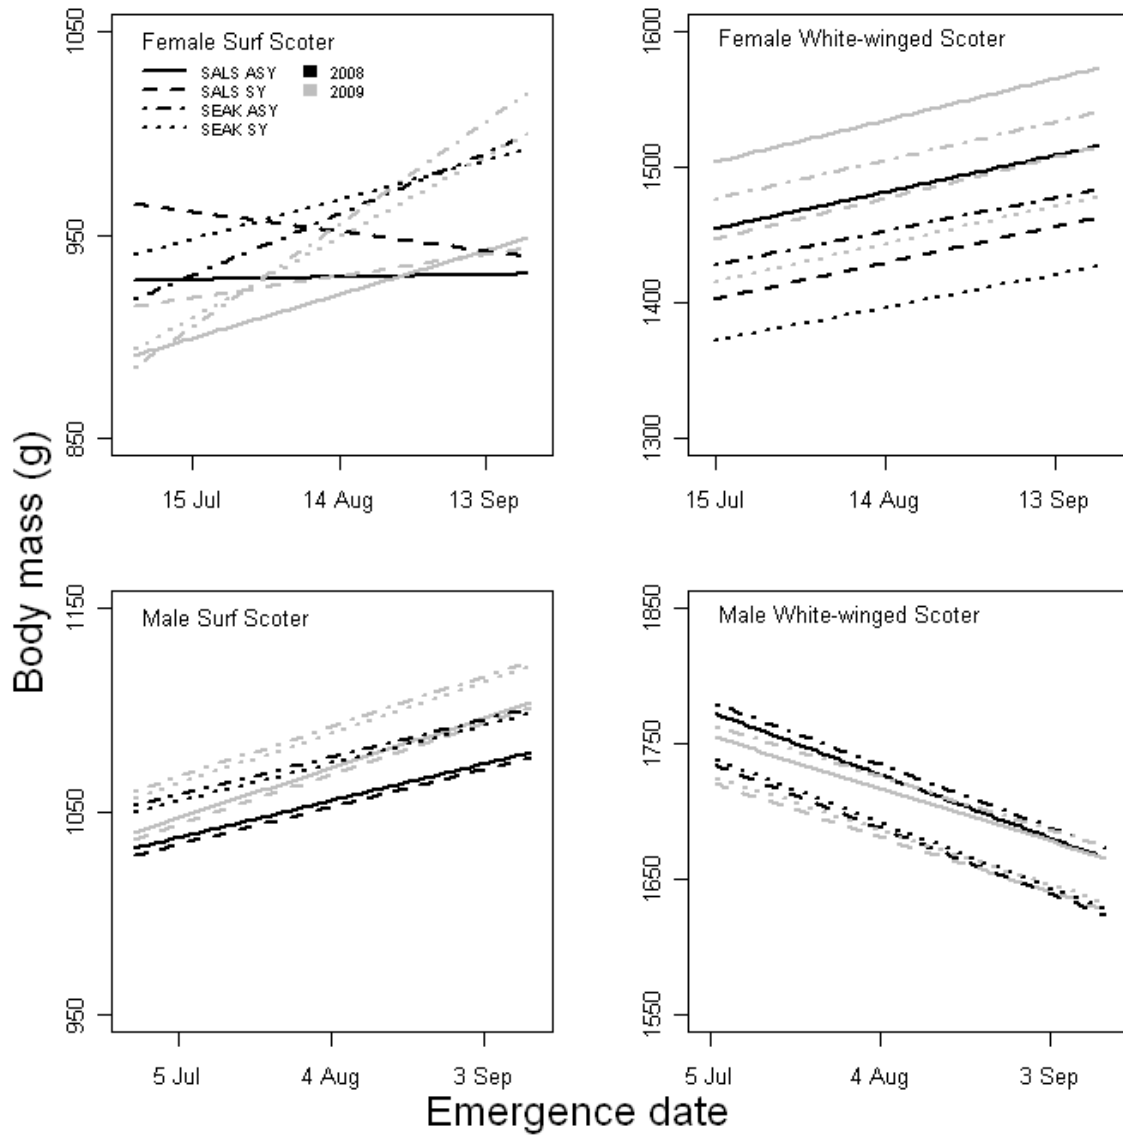 Female Surf Scoter
SALS ASY
SALS SY
SEAK ASY
SEAK SY
2008
2009
1050
950
850
15 Jul 14 Aug 13 Sep
Female White-winged Scoter
1600
1500
1400
1300
15 Jul 14 Aug 13 Sep
Body mass (g)
Male Surf Scoter
1150
1050
950
5 Jul 4 Aug 3 Sep
Male White-winged Scoter
1850
1750
1650
1550
5 Jul 4 Aug 3 Sep
Emergence date